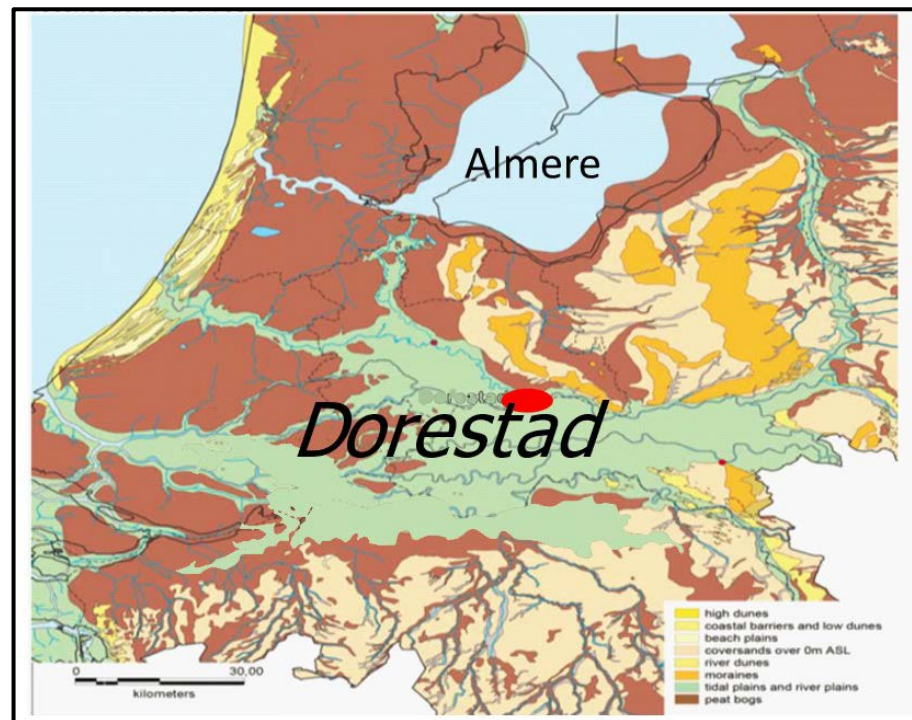 Almere
Dorestad
Dorestad
high dunes
coastal barriers and low dunes
beach plains
coversands over 0m ASL
river dunes
moraines
tidal plains and river plains
peat bogs
0
30,00
kilometers